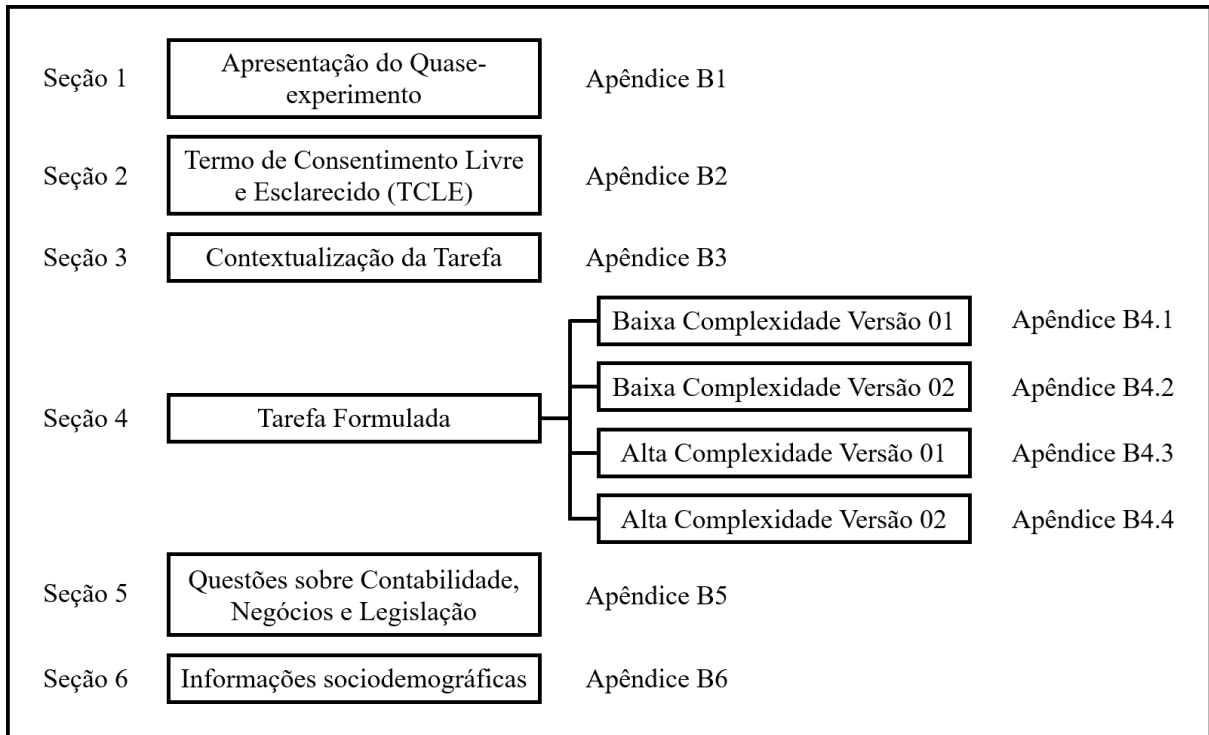 Seção 1
Apresentação do Quase-
experimento
Apêndice B1
Seção 2
Termo de Consentimento Livre
e Esclarecido (TCLE)
Apêndice B2
Seção 3
Contextualização da Tarefa
Apêndice B3
Seção 4
Tarefa Formulada
Baixa Complexidade Versão 01
Apêndice B4.1
Baixa Complexidade Versão 02
Apêndice B4.2
Alta Complexidade Versão 01
Apêndice B4.3
Alta Complexidade Versão 02
Apêndice B4.4
Seção 5
Questões sobre Contabilidade,
Negócios e Legislação
Apêndice B5
Seção 6
Informações sociodemográficas
Apêndice B6